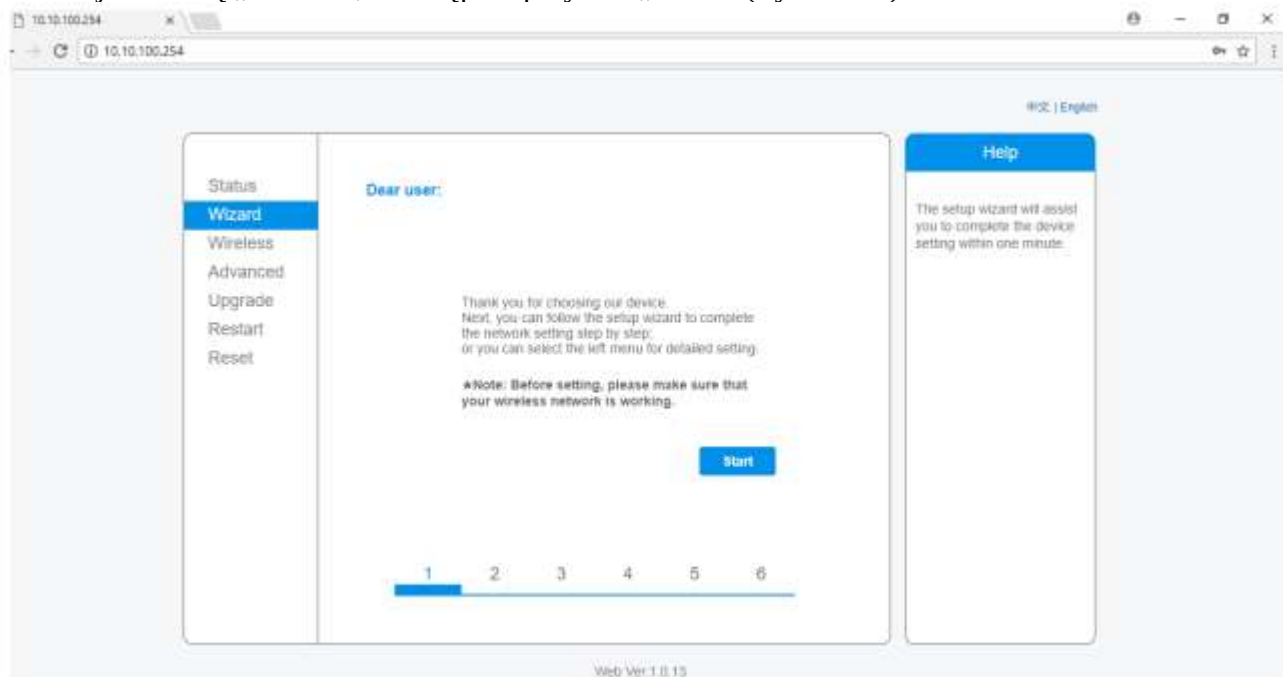 10.10.100.254
10.10.100.254
中文 | English
Help
Status
Wizard
Wireless
Advanced
Upgrade
Restart
Reset
Dear user:
The setup wizard will assist
you to complete the device
setting within one minute.
Thank you for choosing our device.
Next, you can follow the setup wizard to complete
the network setting step by step;
or you can select the left menu for detailed setting.
★Note: Before setting, please make sure that
your wireless network is working.
Start
1 2 3 4 5 6
Web Ver:1.0.13